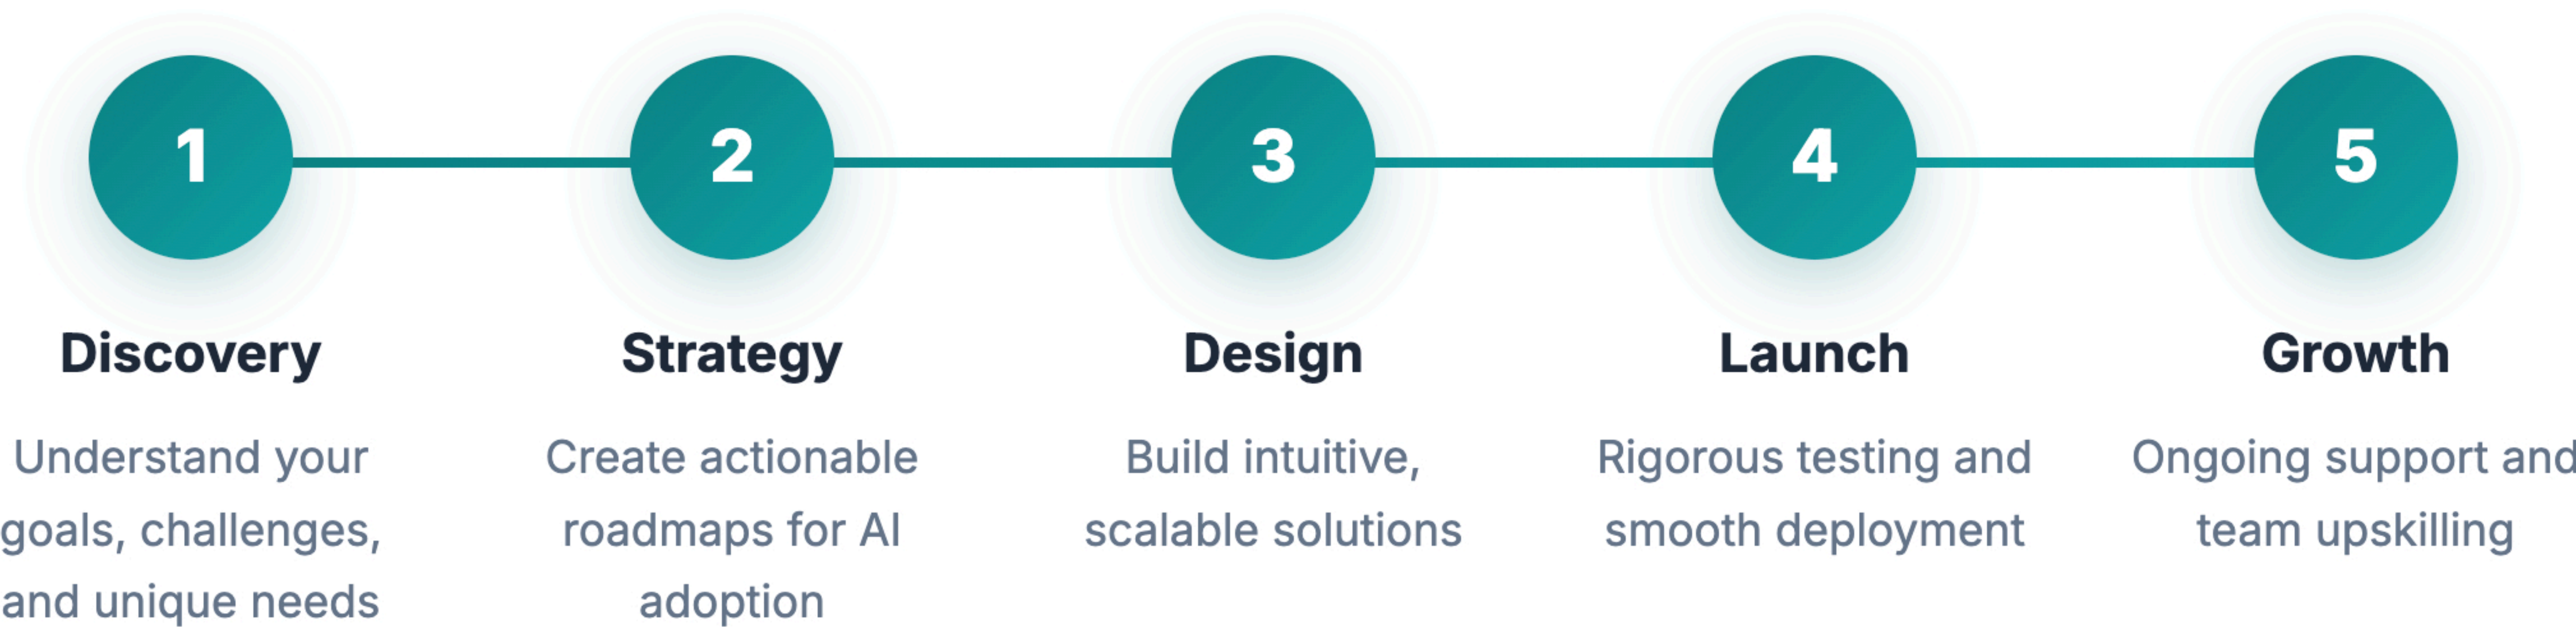 1
Discovery
Understand your
goals, challenges,
and unique needs
2
Strategy
Create actionable
roadmaps for AI
adoption
3
Design
Build intuitive,
scalable solutions
4
Launch
Rigorous testing and
smooth deployment
5
Growth
Ongoing support and
team upskilling